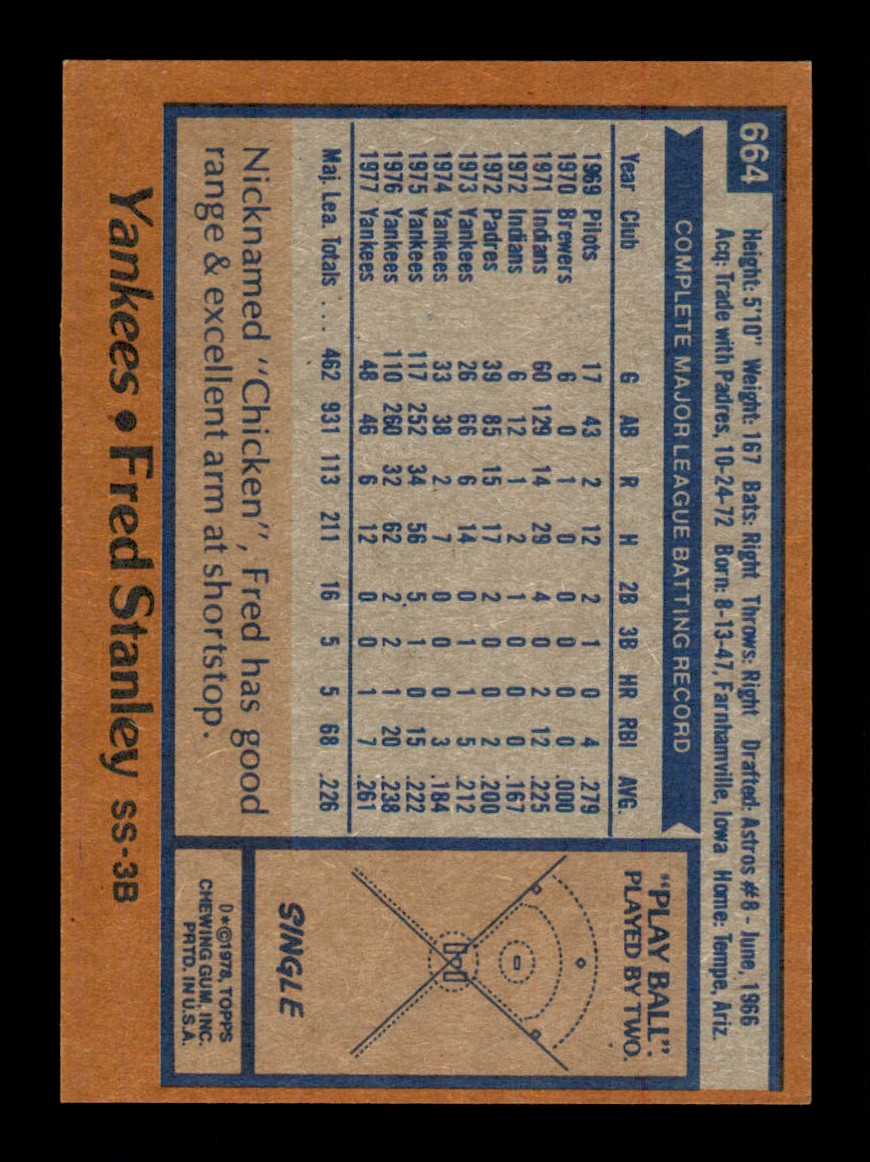 664
Height: 5'10" Weight: 167 Bats: Right Throws: Right Drafted: Astros #8 - June, 1966
Acq: Trade with Padres, 10-24-72 Born: 8-13-47, Farnhamville, Iowa Home: Tempe, Ariz.
COMPLETE MAJOR LEAGUE BATTING RECORD
Year Club G AB R H 2B 3B HR RBI AVG.
1969 Pilots 17 43 2 12 2 1 0 4 .279
1970 Brewers 6 0 1 0 0 0 0 0 .000
1971 Indians 60 129 14 29 4 0 2 12 .225
1972 Indians 6 12 1 2 1 0 0 0 .167
1972 Padres 39 85 15 17 2 0 0 2 .200
1973 Yankees 26 66 6 14 0 1 1 5 .212
1974 Yankees 33 38 2 7 0 0 0 3 .184
1975 Yankees 117 252 34 56 5 1 0 15 .222
1976 Yankees 110 260 32 62 2 2 1 20 .238
1977 Yankees 48 46 6 12 0 0 1 7 .261
Maj. Lea. Totals ... 462 931 113 211 16 5 5 68 .226
Nicknamed "Chicken", Fred has good
range & excellent arm at shortstop.
"PLAY BALL"
PLAYED BY TWO.
SINGLE
D*©1978, TOPPS
CHEWING GUM, INC.
PRTD. IN U.S.A.
Yankees • Fred Stanley SS-3B